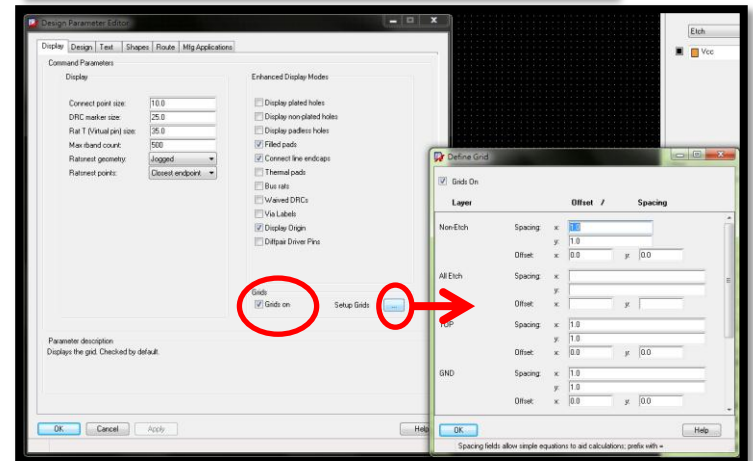 Design Parameter Editor
Display Design Text Shapes Route Mfg Applications
Command Parameters
Display
Connect point size: 10.0
DRC marker size: 25.0
Rat T (Virtual pin) size: 35.0
Max rband count: 500
Ratsnest geometry: Jogged
Ratsnest points: Closest endpoint
Enhanced Display Modes
Display plated holes
Display non-plated holes
Display padless holes
Filled pads
Connect line endcaps
Thermal pads
Bus rats
Waived DRCs
Via Labels
Display Origin
Diffpair Driver Pins
Grids
Grids on Setup Grids ...
Parameter description
Displays the grid. Checked by default.
OK Cancel Apply Help
Etch
Vcc
Define Grid
Grids On
Layer Offset / Spacing
Non-Etch Spacing: x: 1.0
y: 1.0
Offset: x: 0.0 y: 0.0
All Etch Spacing: x:
y:
Offset: x: y:
TOP Spacing: x: 1.0
y: 1.0
Offset: x: 0.0 y: 0.0
GND Spacing: x: 1.0
y: 1.0
Offset: x: 0.0 y: 0.0
OK Help
Spacing fields allow simple equations to aid calculations; prefix with =